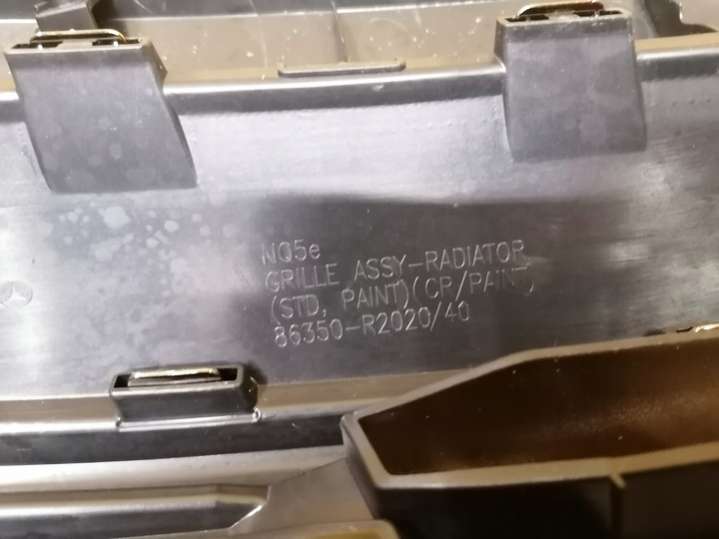 NQ5e
GRILLE ASSY-RADIATOR
(STD, PAINT)(CP/PAINT)
86350-R2020/40